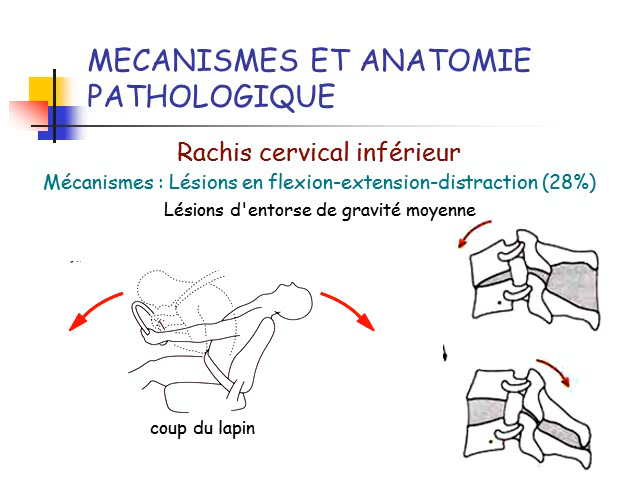 MECANISMES ET ANATOMIE
PATHOLOGIQUE
Rachis cervical inférieur
Mécanismes : Lésions en flexion-extension-distraction (28%)
Lésions d'entorse de gravité moyenne
coup du lapin